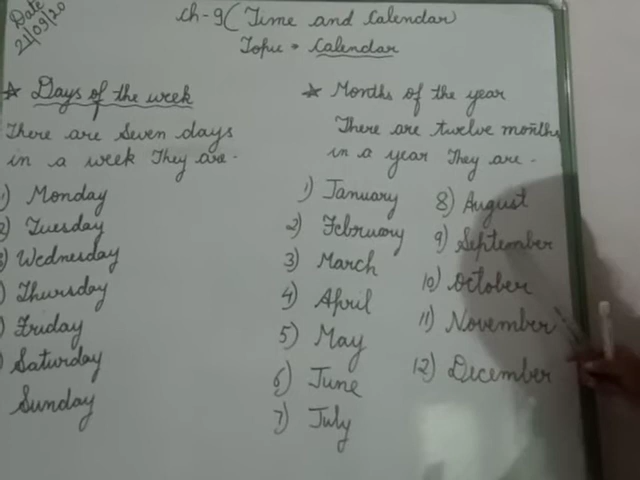 Date
21/09/20
Ch-9 ( Time and Calendar
Topic • Calendar
★ Days of the week
There are Seven days
in a week They are -
1) Monday
2) Tuesday
3) Wednesday
) Thursday
) Friday
) Saturday
Sunday
★ Months of the year
There are twelve months
in a year They are -
1) January
2) February
3) March
4) April
5) May
6) June
7) July
8) August
9) September
10) October
11) November
12) December